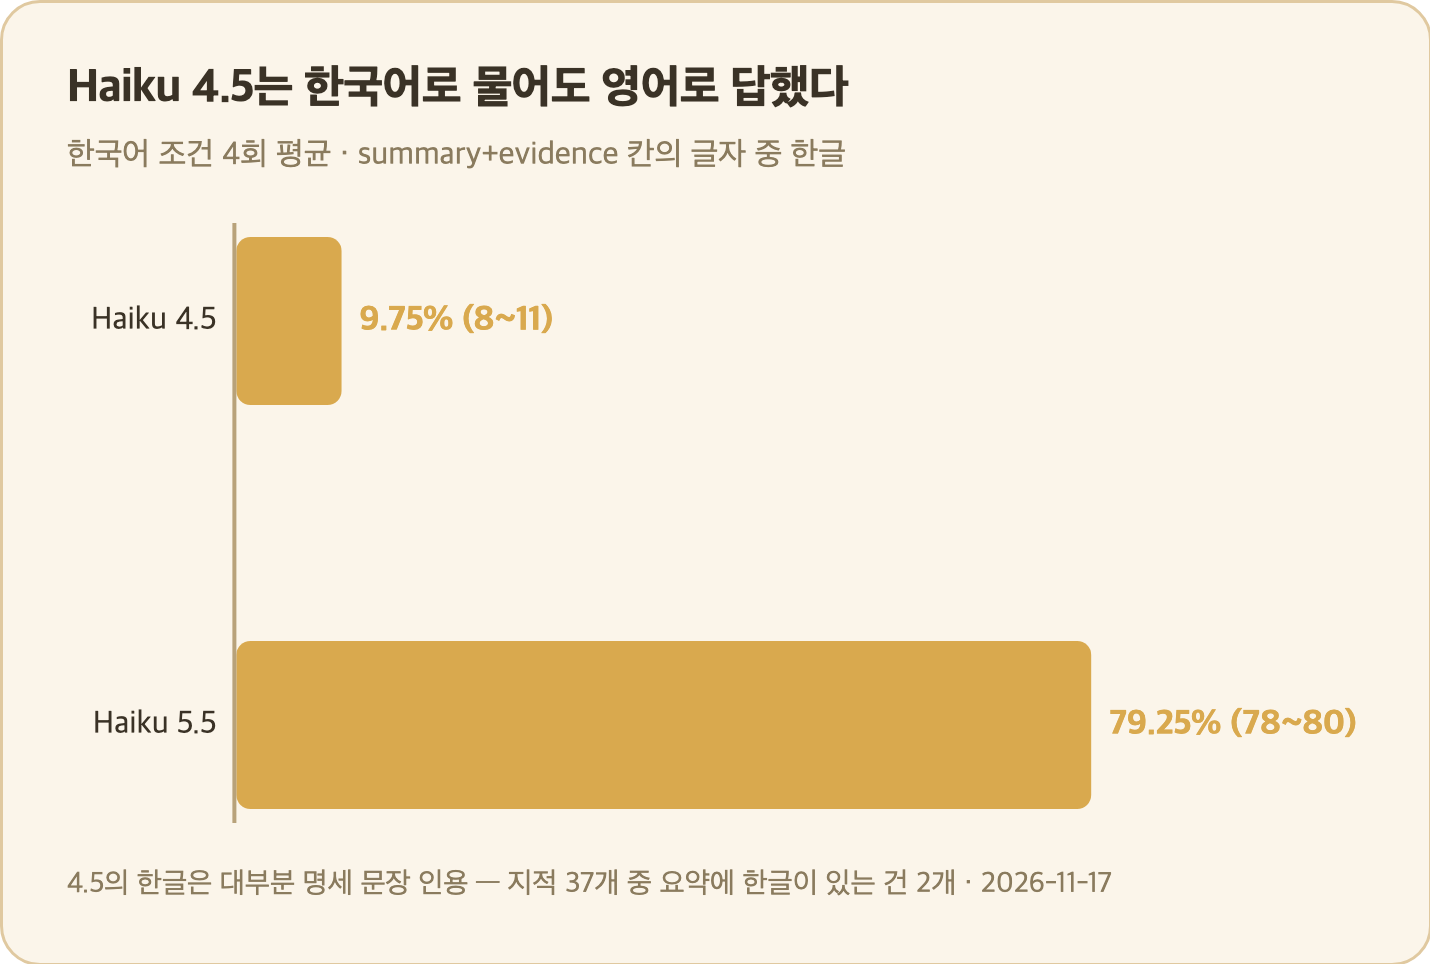 Haiku 4.5는 한국어로 물어도 영어로 답했다
한국어 조건 4회 평균 · summary+evidence 칸의 글자 중 한글
Haiku 4.5
9.75% (8~11)
Haiku 5.5
79.25% (78~80)
4.5의 한글은 대부분 명세 문장 인용 — 지적 37개 중 요약에 한글이 있는 건 2개 · 2026-11-17